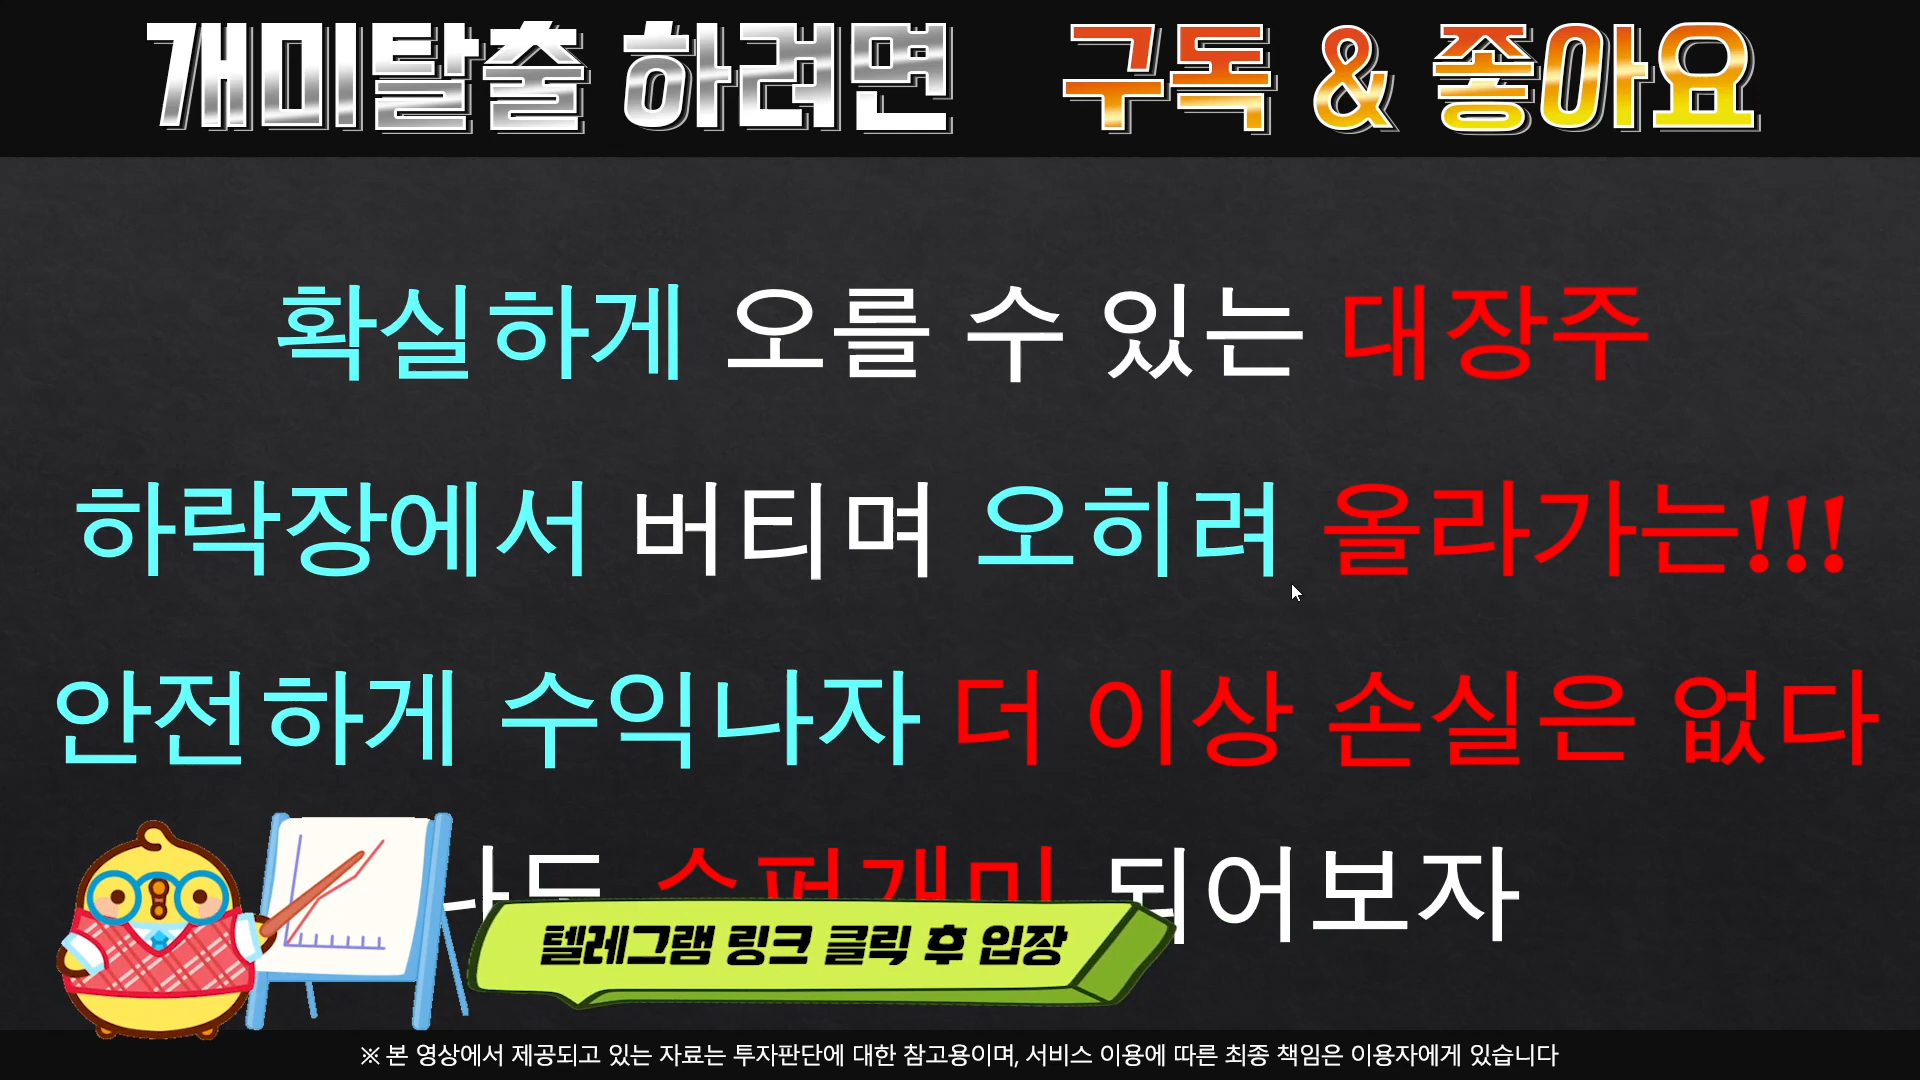 개미탈출 하려면 구독 & 좋아요
확실하게 오를 수 있는 대장주
하락장에서 버티며 오히려 올라가는!!!
안전하게 수익나자 더 이상 손실은 없다
나도 슈퍼개미 되어보자
텔레그램 링크 클릭 후 입장
※ 본 영상에서 제공되고 있는 자료는 투자판단에 대한 참고용이며, 서비스 이용에 따른 최종 책임은 이용자에게 있습니다